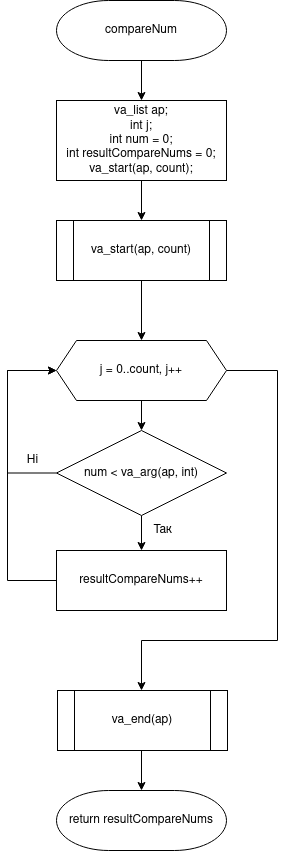 compareNum
va_list ap;
int j;
int num = 0;
int resultCompareNums = 0;
va_start(ap, count);
va_start(ap, count)
j = 0..count, j++
Ні
num < va_arg(ap, int)
Так
resultCompareNums++
va_end(ap)
return resultCompareNums